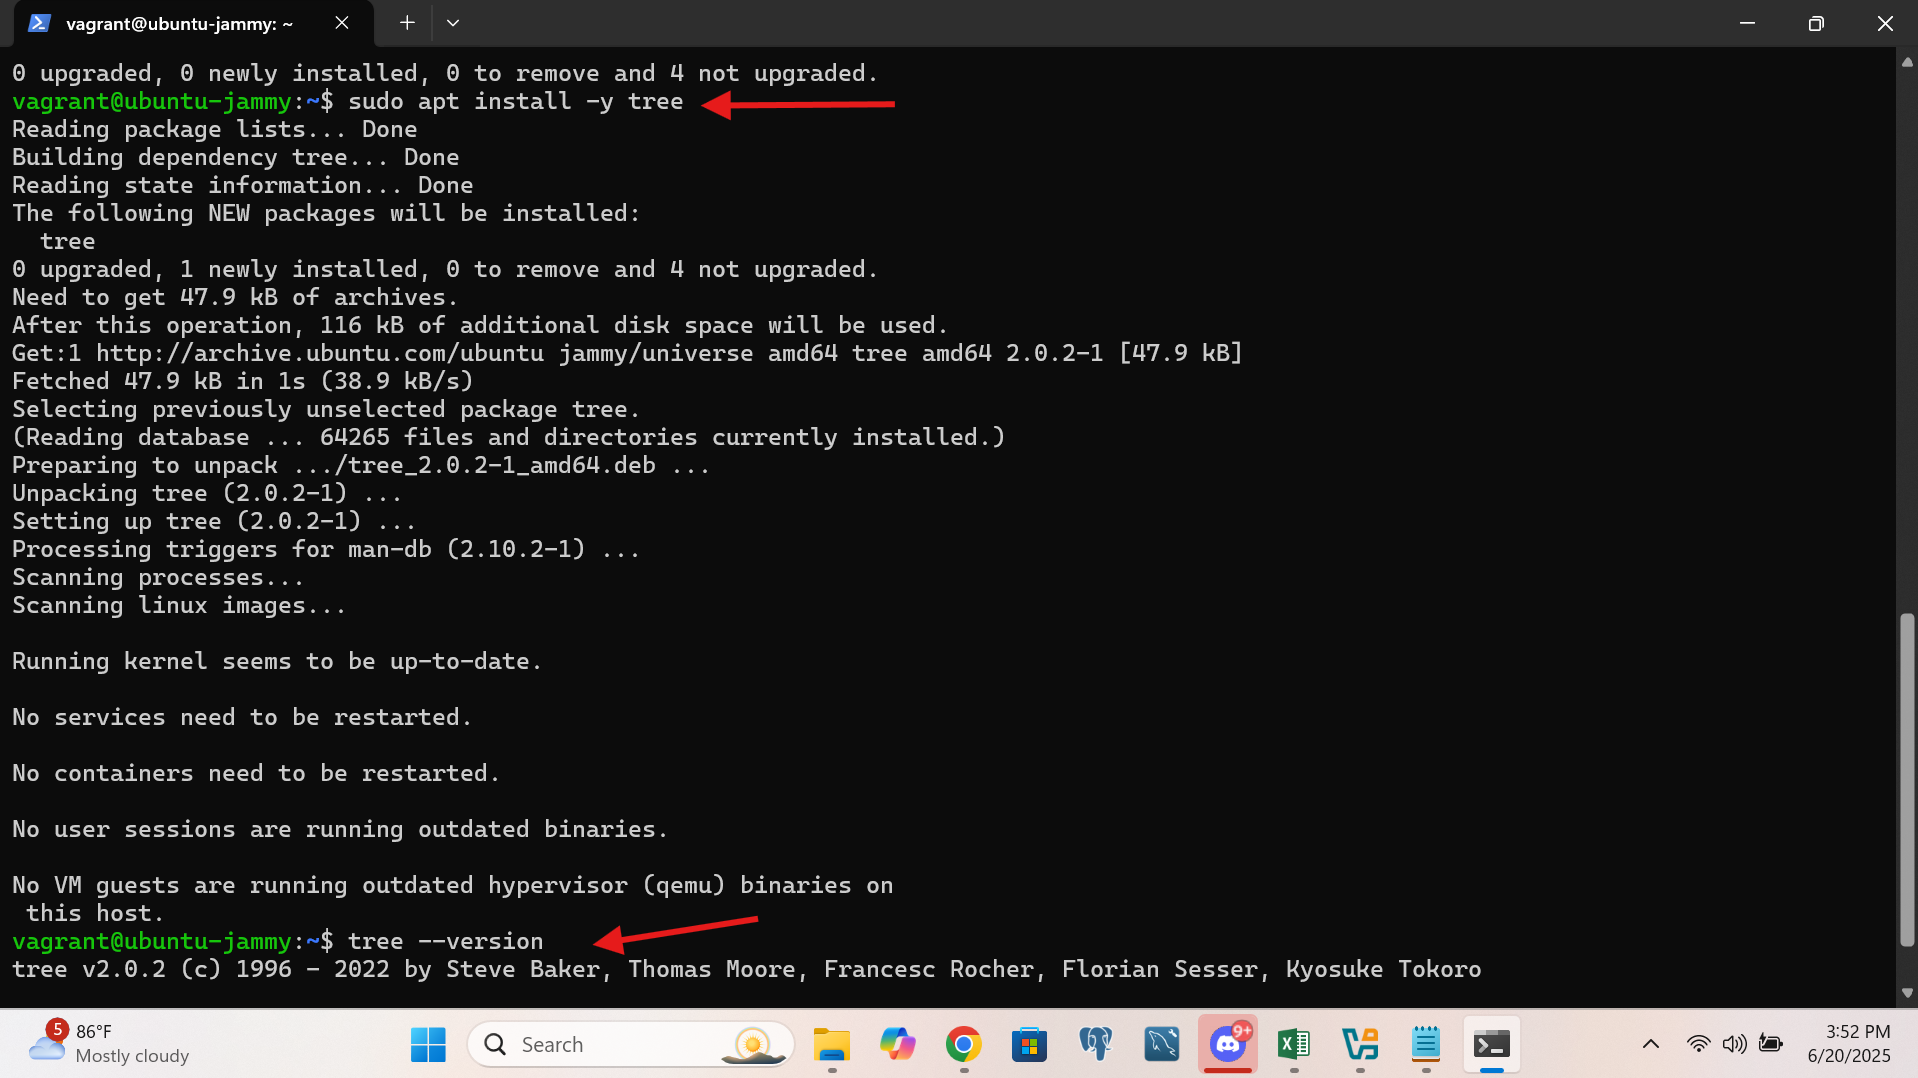 vagrant@ubuntu-jammy: ~
0 upgraded, 0 newly installed, 0 to remove and 4 not upgraded.
vagrant@ubuntu-jammy:~$ sudo apt install -y tree
Reading package lists... Done
Building dependency tree... Done
Reading state information... Done
The following NEW packages will be installed:
  tree
0 upgraded, 1 newly installed, 0 to remove and 4 not upgraded.
Need to get 47.9 kB of archives.
After this operation, 116 kB of additional disk space will be used.
Get:1 http://archive.ubuntu.com/ubuntu jammy/universe amd64 tree amd64 2.0.2-1 [47.9 kB]
Fetched 47.9 kB in 1s (38.9 kB/s)
Selecting previously unselected package tree.
(Reading database ... 64265 files and directories currently installed.)
Preparing to unpack .../tree_2.0.2-1_amd64.deb ...
Unpacking tree (2.0.2-1) ...
Setting up tree (2.0.2-1) ...
Processing triggers for man-db (2.10.2-1) ...
Scanning processes...
Scanning linux images...
Running kernel seems to be up-to-date.
No services need to be restarted.
No containers need to be restarted.
No user sessions are running outdated binaries.
No VM guests are running outdated hypervisor (qemu) binaries on
 this host.
vagrant@ubuntu-jammy:~$ tree --version
tree v2.0.2 (c) 1996 - 2022 by Steve Baker, Thomas Moore, Francesc Rocher, Florian Sesser, Kyosuke Tokoro
5
86°F
Mostly cloudy
Search
9+
3:52 PM
6/20/2025